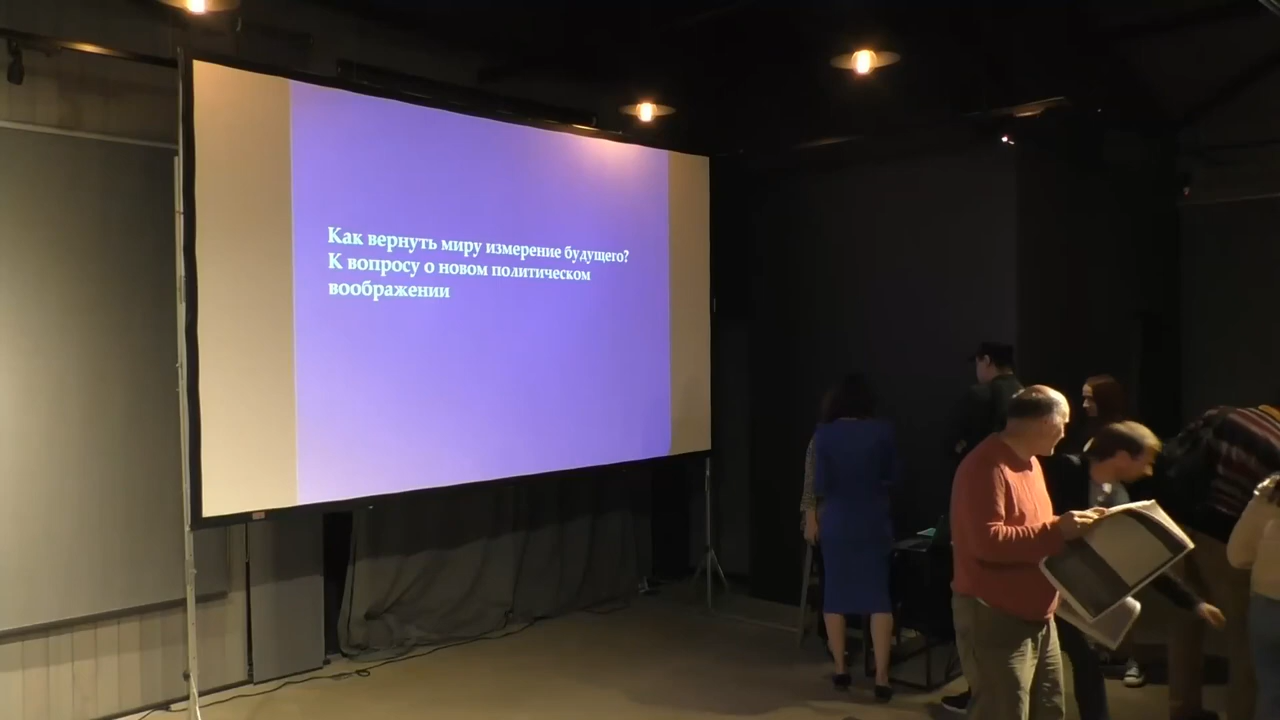 Как вернуть миру измерение будущего?
К вопросу о новом политическом
воображении